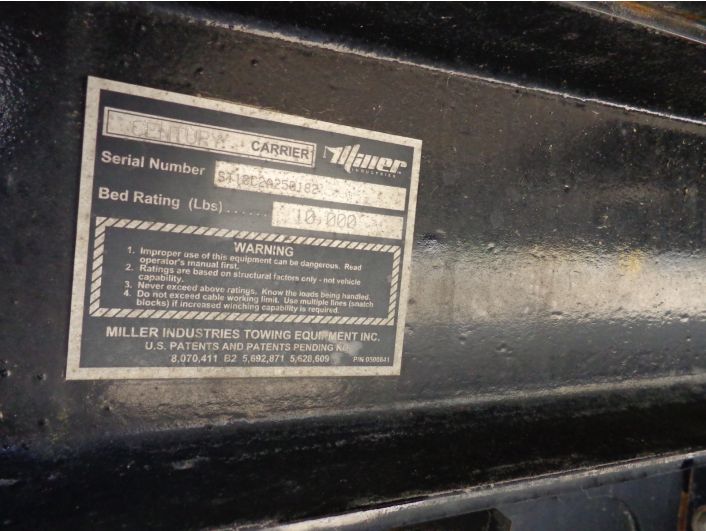 CENTURY CARRIER Miller INDUSTRIES
Serial Number
Bed Rating (Lbs)...... 10,000
WARNING
1. Improper use of this equipment can be dangerous. Read
operator's manual first.
2. Ratings are based on structural factors only - not vehicle
capability.
3. Never exceed above ratings. Know the loads being handled.
4. Do not exceed cable working limit. Use multiple lines (snatch
blocks) if increased winching capability is required.
MILLER INDUSTRIES TOWING EQUIPMENT INC.
U.S. PATENTS AND PATENTS PENDING
8,070,411 B2 5,692,871 5,628,609 P/N 0500841